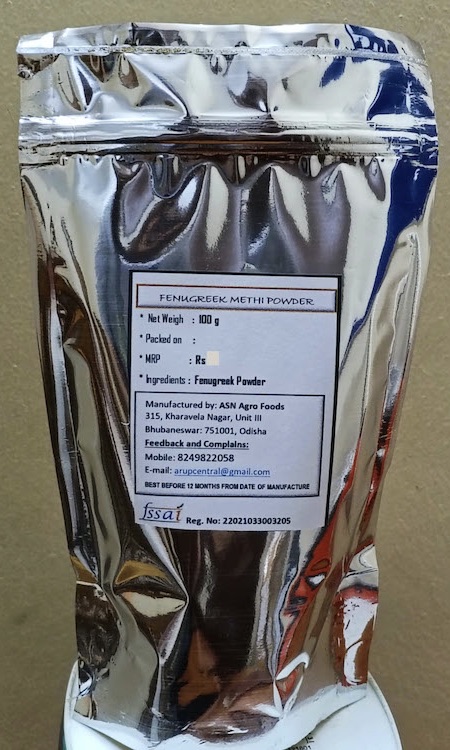 FENUGREEK METHI POWDER
* Net Weigh : 100 g
* Packed on :
* MRP : Rs
* Ingredients : Fenugreek Powder
Manufactured by: ASN Agro Foods
315, Kharavela Nagar, Unit III
Bhubaneswar: 751001, Odisha
Feedback and Complains:
Mobile: 8249822058
E-mail: arupcentral@gmail.com
BEST BEFORE 12 MONTHS FROM DATE OF MANUFACTURE
fssai Reg. No: 22021033003205